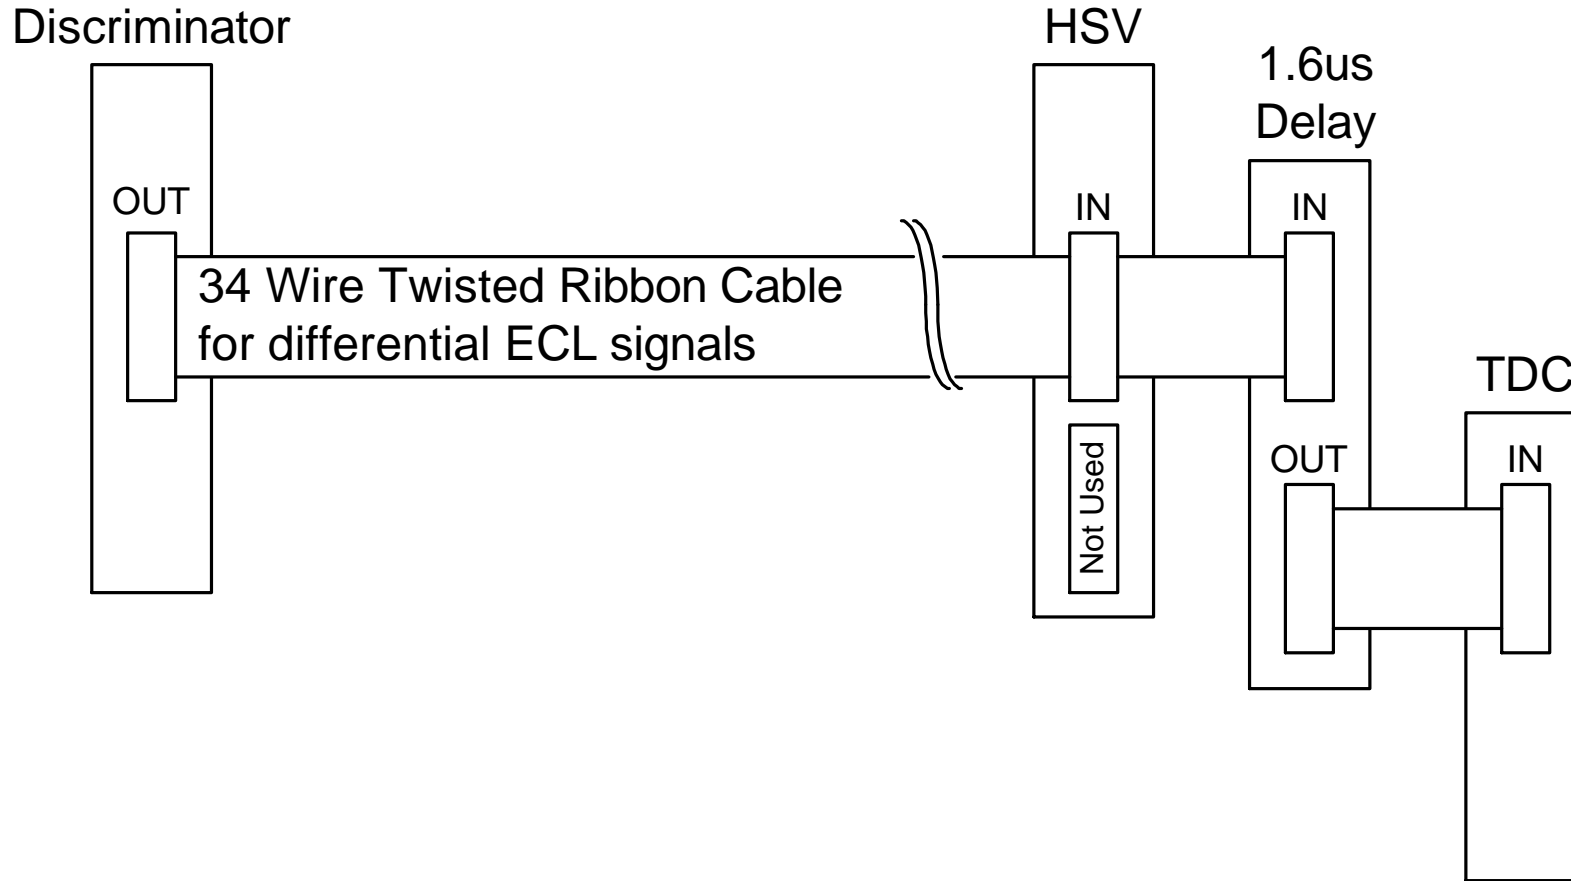 Discriminator
HSV
1.6us
Delay
OUT
IN
IN
34 Wire Twisted Ribbon Cable
for differential ECL signals
TDC
Not Used
OUT
IN